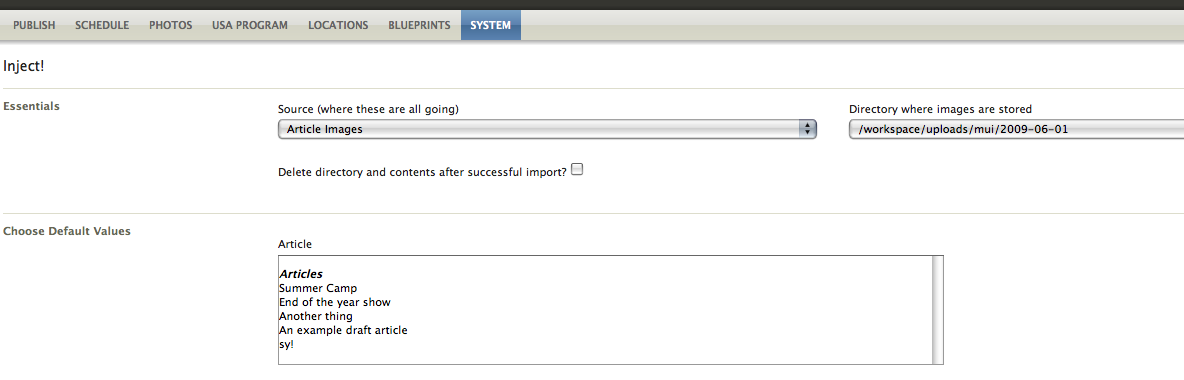 PUBLISH SCHEDULE PHOTOS USA PROGRAM LOCATIONS BLUEPRINTS SYSTEM
Inject!
Essentials
Source (where these are all going)
Article Images
Directory where images are stored
/workspace/uploads/mui/2009-06-01
Delete directory and contents after successful import?
Choose Default Values
Article
Articles
Summer Camp
End of the year show
Another thing
An example draft article
sy!